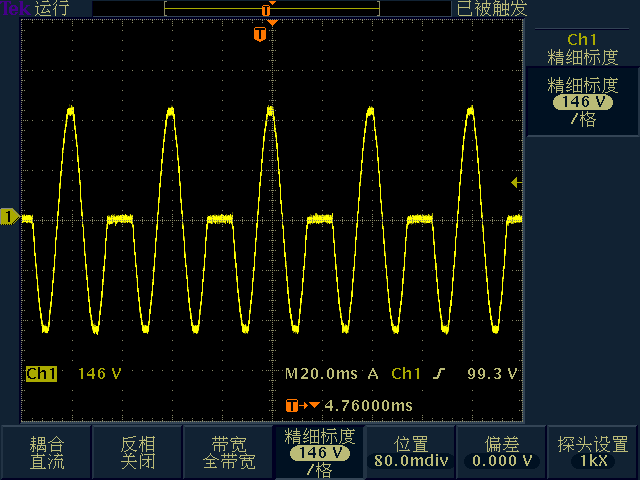 Tek 运行
T
已被触发
T
Ch1
精细标度
精细标度
146 V
/格
1
Ch1 146 V
M20.0ms A Ch1 99.3 V
T 4.76000ms
耦合
直流
反相
关闭
带宽
全带宽
精细标度
146 V
/格
位置
80.0mdiv
偏差
0.000 V
探头设置
1kX